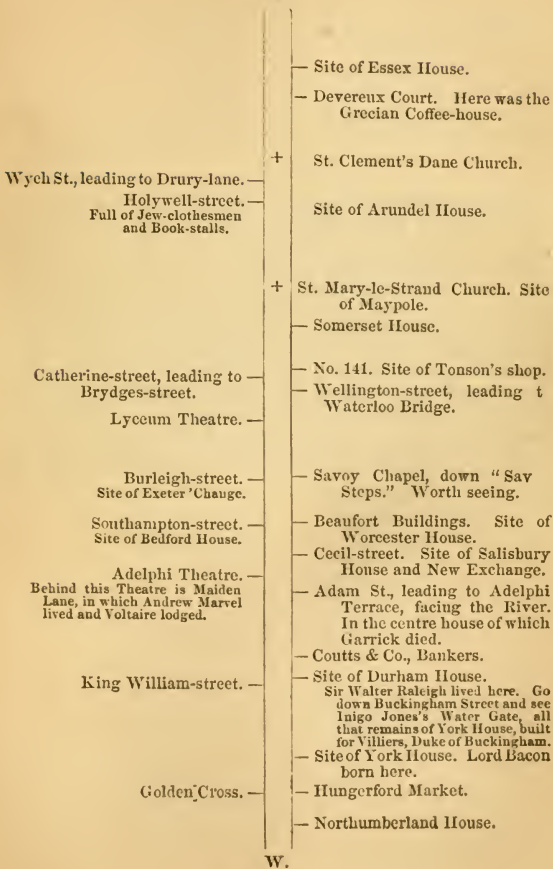 Site of Essex House.
Devereux Court. Here was the
Grecian Coffee-house.
+
St. Clement's Dane Church.
Wych St., leading to Drury-lane.
Holywell-street.
Full of Jew-clothesmen
and Book-stalls.
Site of Arundel House.
+
St. Mary-le-Strand Church. Site
of Maypole.
Somerset House.
No. 141. Site of Tonson's shop.
Catherine-street, leading to
Brydges-street.
Wellington-street, leading t
Waterloo Bridge.
Lyceum Theatre.
Burleigh-street.
Site of Exeter 'Change.
Savoy Chapel, down "Sav
Steps." Worth seeing.
Southampton-street.
Site of Bedford House.
Beaufort Buildings. Site of
Worcester House.
Cecil-street. Site of Salisbury
House and New Exchange.
Adelphi Theatre.
Behind this Theatre is Maiden
Lane, in which Andrew Marvel
lived and Voltaire lodged.
Adam St., leading to Adelphi
Terrace, facing the River.
In the centre house of which
Garrick died.
Coutts & Co., Bankers.
King William-street.
Site of Durham House.
Sir Walter Raleigh lived here. Go
down Buckingham Street and see
Inigo Jones's Water Gate, all
that remains of York House, built
for Villiers, Duke of Buckingham.
Site of York House. Lord Bacon
born here.
Golden Cross.
Hungerford Market.
Northumberland House.
W.